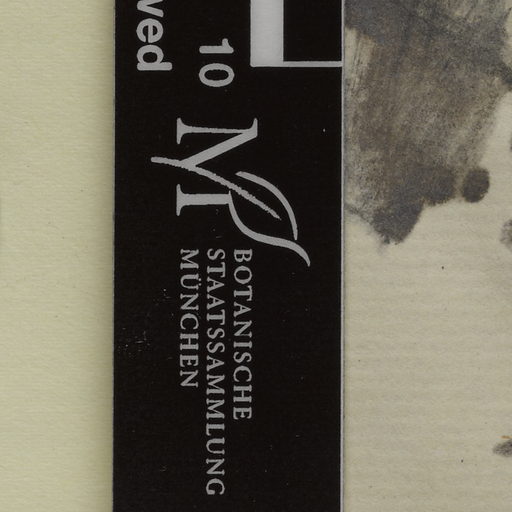 ved
10
BOTANISCHE
STAATSSAMMLUNG
MÜNCHEN